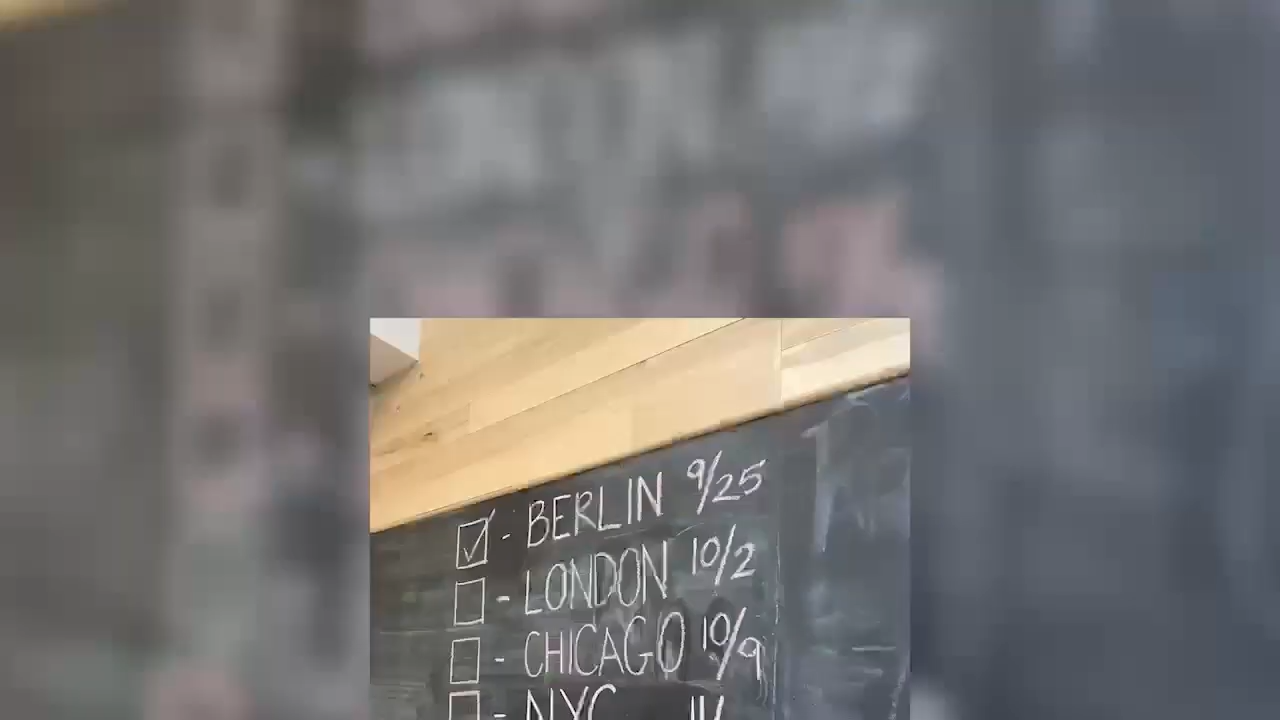 ☑ - BERLIN 9/25
☐ - LONDON 10/2
☐ - CHICAGO 10/9
☐ - NYC